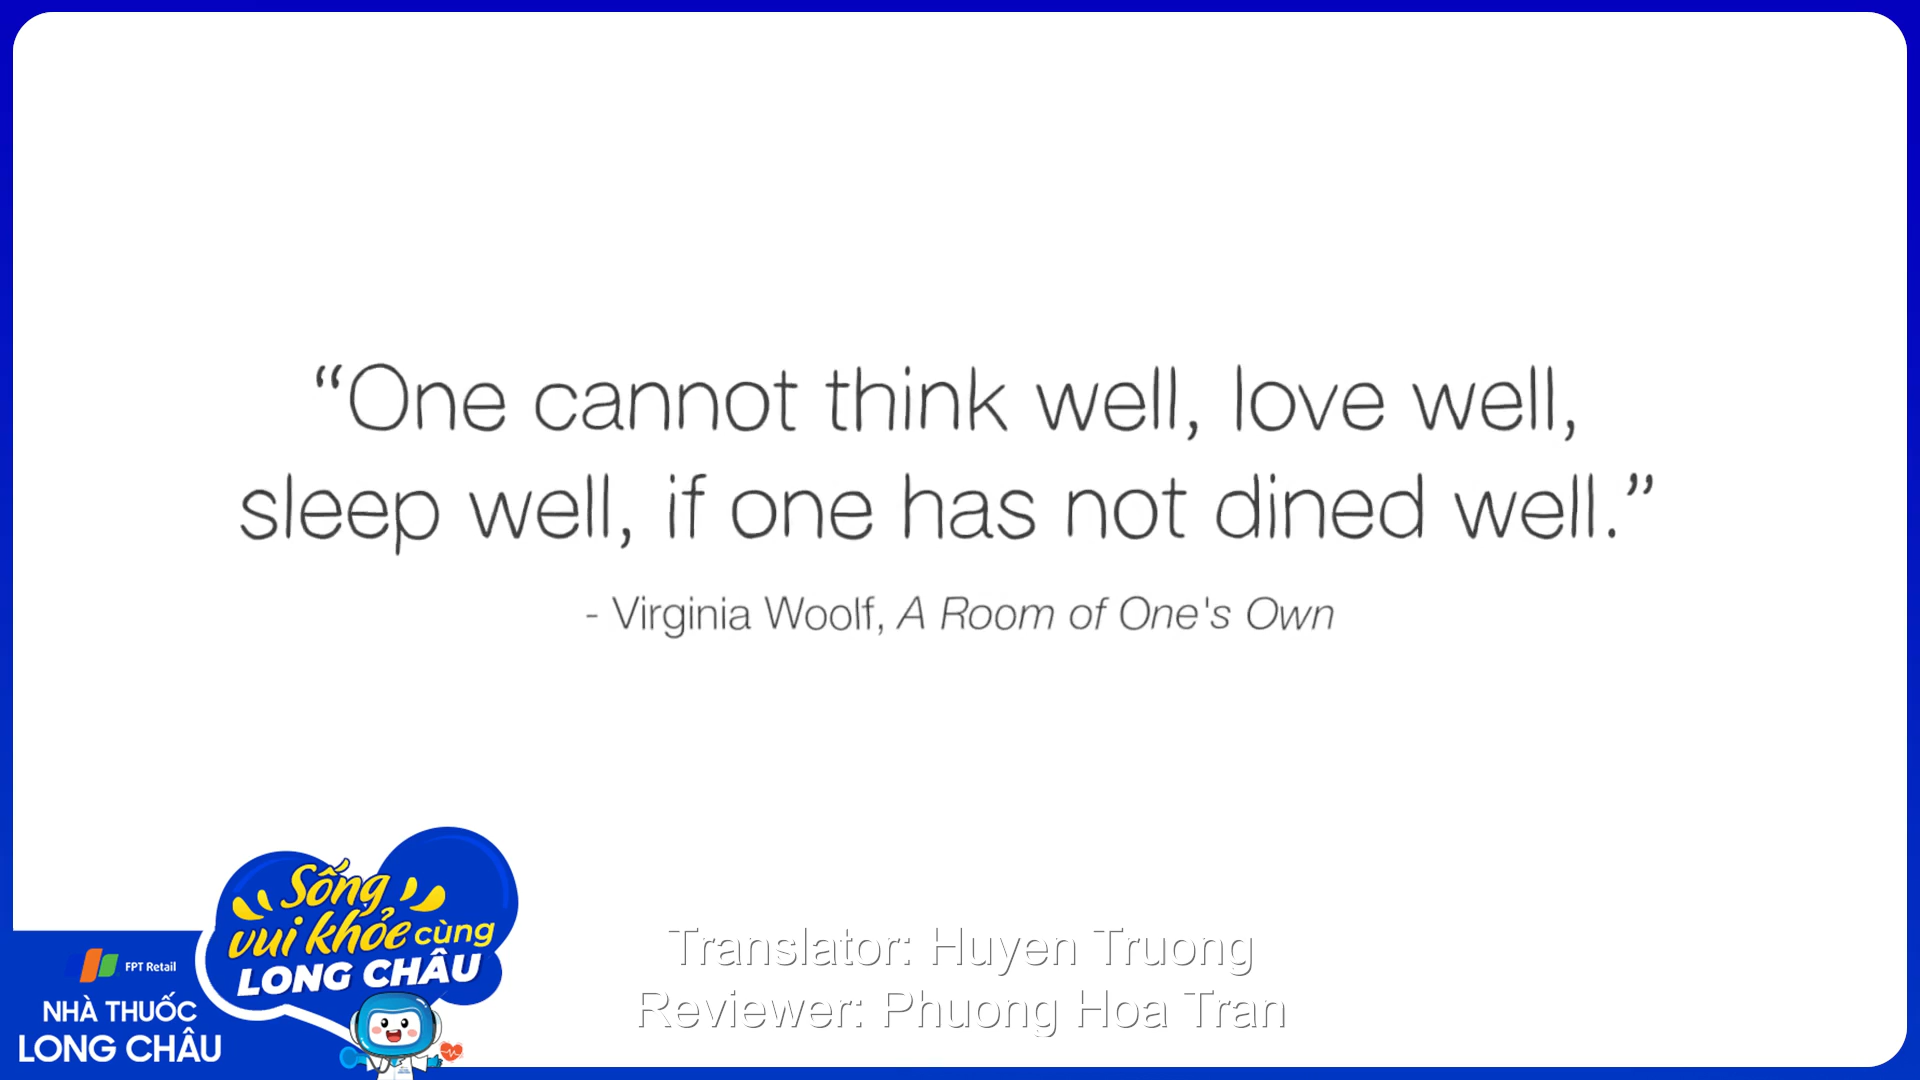 “One cannot think well, love well,
sleep well, if one has not dined well.”
- Virginia Woolf, A Room of One's Own
Sống
vui khỏe cùng
LONG CHÂU
FPT Retail
NHÀ THUỐC
LONG CHÂU
Translator: Huyen Truong
Reviewer: Phuong Hoa Tran